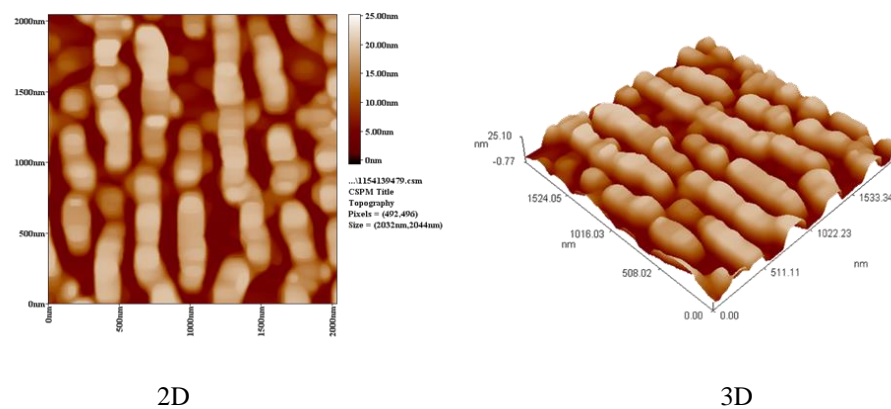 2000nm
1500nm
1000nm
500nm
0nm
0nm
500nm
1000nm
1500nm
2000nm
25.00nm
20.00nm
15.00nm
10.00nm
5.00nm
0nm
...\1154139479.csm
CSPM Title
Topography
Pixels = (492,496)
Size = (2032nm,2044nm)
25.10
nm
-0.77
1524.05
1016.03
nm
508.02
0.00
0.00
511.11
nm
1022.23
1533.34
2D
3D